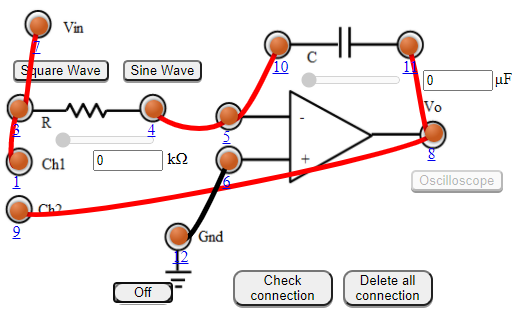 Vin
7
Square Wave
Sine Wave
10
C
11
0
μF
3
R
4
5
-
Vo
8
1
Ch1
0
kΩ
+
6
Oscilloscope
9
Ch2
Gnd
12
Off
Check
connection
Delete all
connection